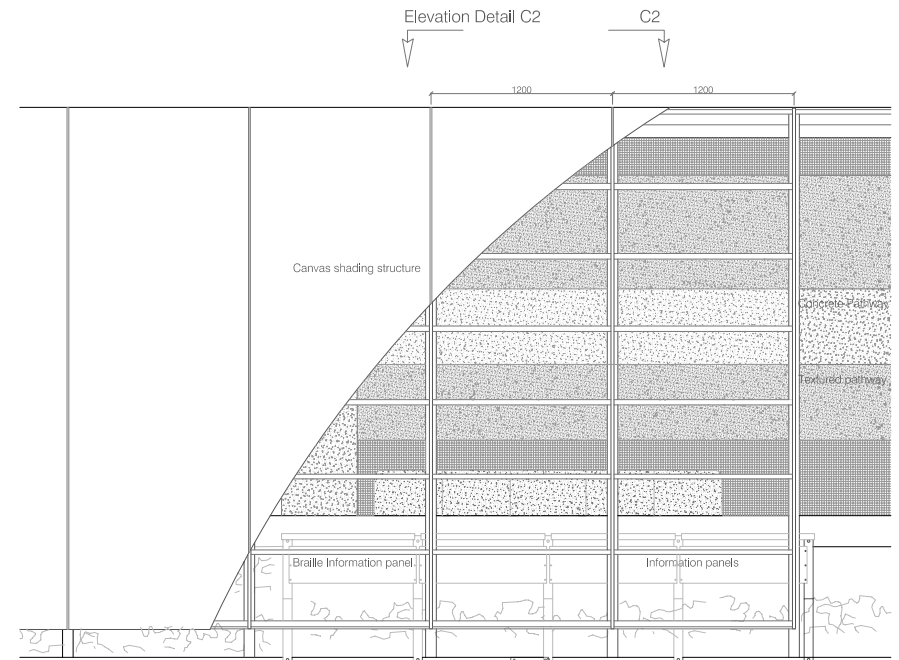 Elevation Detail C2
C2
1200
1200
Canvas shading structure
Concrete Pathway
Textured pathway
Braille Information panel
Information panels